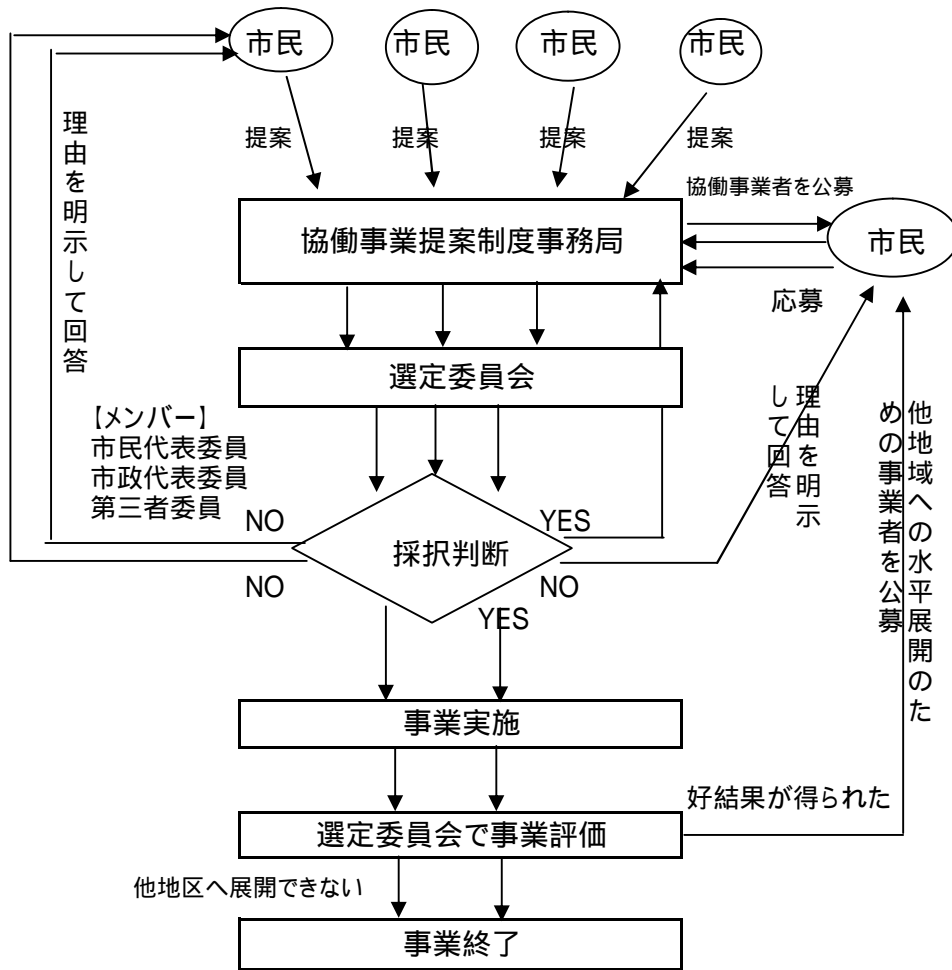 市民
市民
市民
市民
提案
提案
提案
提案
理由を明示して回答
協働事業者を公募
協働事業提案制度事務局
市民
応募
選定委員会
【メンバー】
市民代表委員
市政代表委員
第三者委員
理由を明示
して回答
他地域への水平展開のた
めの事業者を公募
NO
YES
採択判断
NO
NO
YES
事業実施
好結果が得られた
選定委員会で事業評価
他地区へ展開できない
事業終了